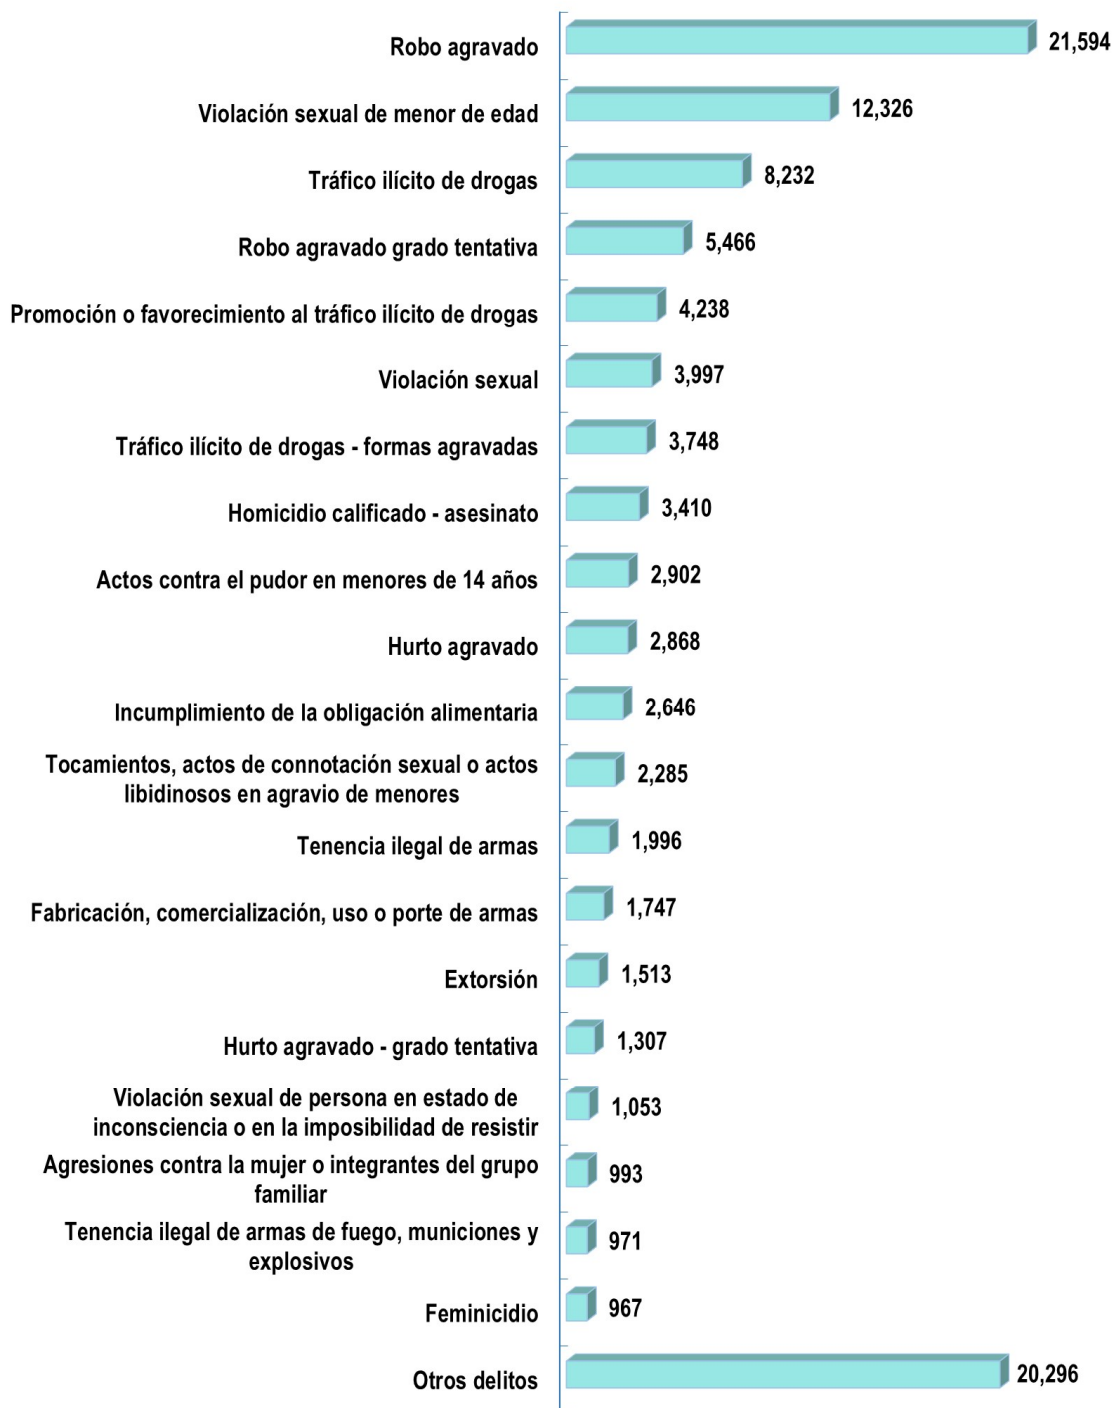 Robo agravado 21,594
Violación sexual de menor de edad 12,326
Tráfico ilícito de drogas 8,232
Robo agravado grado tentativa 5,466
Promoción o favorecimiento al tráfico ilícito de drogas 4,238
Violación sexual 3,997
Tráfico ilícito de drogas - formas agravadas 3,748
Homicidio calificado - asesinato 3,410
Actos contra el pudor en menores de 14 años 2,902
Hurto agravado 2,868
Incumplimiento de la obligación alimentaria 2,646
Tocamientos, actos de connotación sexual o actos
libidinosos en agravio de menores 2,285
Tenencia ilegal de armas 1,996
Fabricación, comercialización, uso o porte de armas 1,747
Extorsión 1,513
Hurto agravado - grado tentativa 1,307
Violación sexual de persona en estado de
inconsciencia o en la imposibilidad de resistir 1,053
Agresiones contra la mujer o integrantes del grupo
familiar 993
Tenencia ilegal de armas de fuego, municiones y
explosivos 971
Feminicidio 967
Otros delitos 20,296